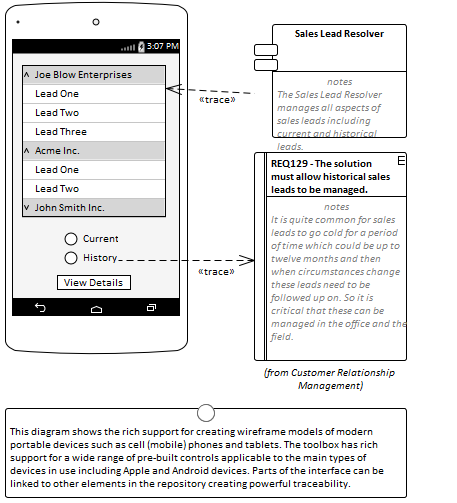 3:07 PM
Joe Blow Enterprises
Lead One
Lead Two
Lead Three
Acme Inc.
Lead One
Lead Two
John Smith Inc.
Current
History
View Details
«trace»
«trace»
Sales Lead Resolver
notes
The Sales Lead Resolver
manages all aspects of
sales leads including
current and historical
leads.
REQ129 - The solution
must allow historical sales
leads to be managed.
E
notes
It is quite common for sales
leads to go cold for a period
of time which could be up to
twelve months and then
when circumstances change
these leads need to be
followed up on. So it is
critical that these can be
managed in the office and the
field.
(from Customer Relationship
Management)
This diagram shows the rich support for creating wireframe models of modern
portable devices such as cell (mobile) phones and tablets. The toolbox has rich
support for a wide range of pre-built controls applicable to the main types of
devices in use including Apple and Android devices. Parts of the interface can be
linked to other elements in the repository creating powerful traceability.